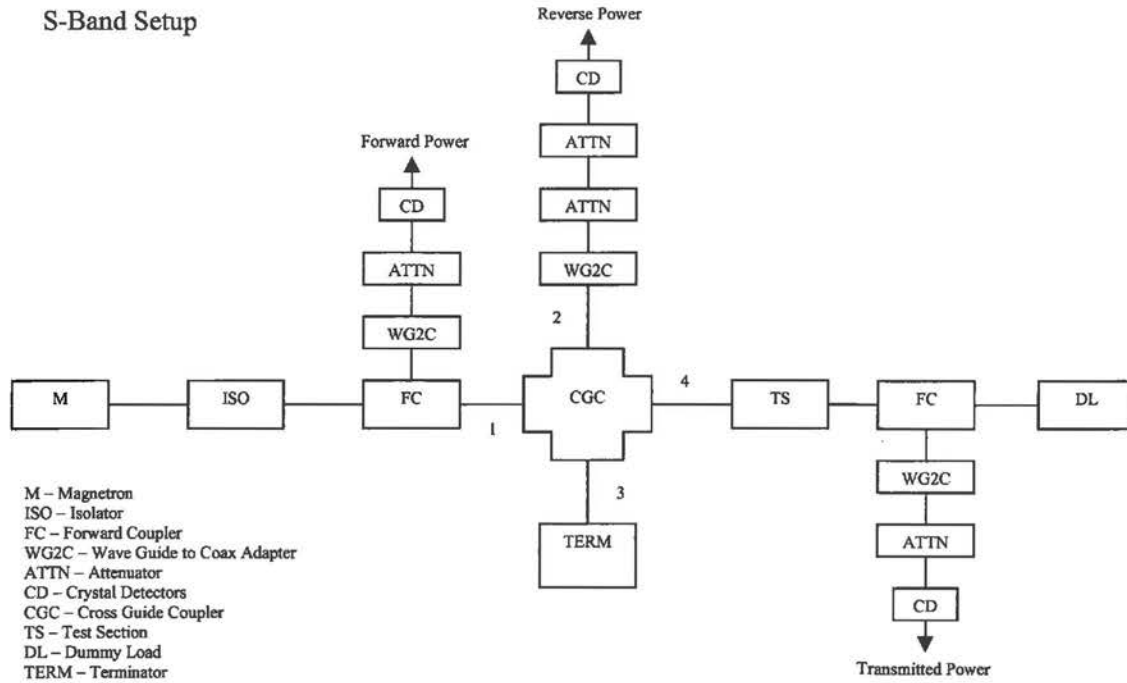 S-Band Setup
Reverse Power
CD
ATTN
Forward Power
ATTN
CD
ATTN
WG2C
2
WG2C
4
M
ISO
FC
CGC
TS
FC
DL
1
WG2C
3
M – Magnetron
ISO – Isolator
FC – Forward Coupler
WG2C – Wave Guide to Coax Adapter
ATTN – Attenuator
CD – Crystal Detectors
CGC – Cross Guide Coupler
TS – Test Section
DL – Dummy Load
TERM – Terminator
TERM
ATTN
CD
Transmitted Power